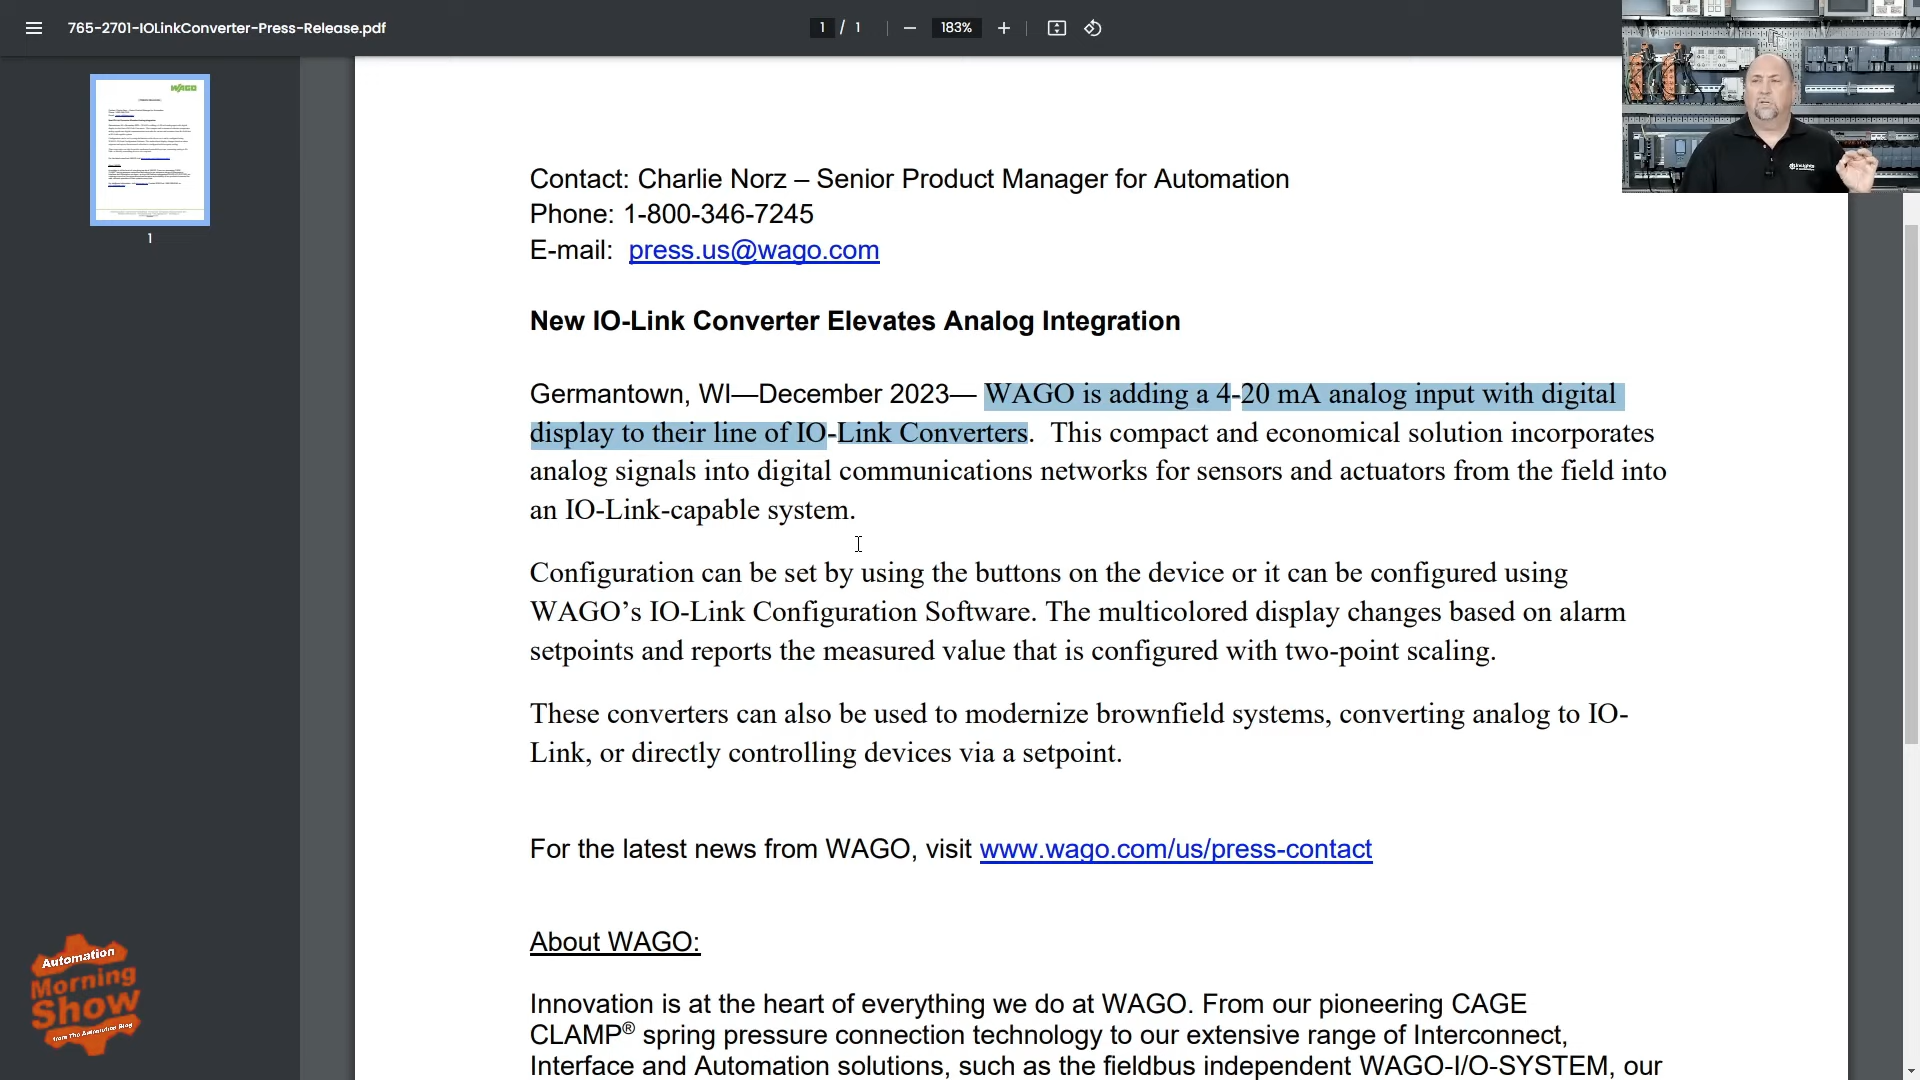 765-2701-IOLinkConverter-Press-Release.pdf
1 / 1
183%
WAGO
1
Contact: Charlie Norz – Senior Product Manager for Automation
Phone: 1-800-346-7245
E-mail: press.us@wago.com
New IO-Link Converter Elevates Analog Integration
Germantown, WI—December 2023— WAGO is adding a 4-20 mA analog input with digital
display to their line of IO-Link Converters. This compact and economical solution incorporates
analog signals into digital communications networks for sensors and actuators from the field into
an IO-Link-capable system.
Configuration can be set by using the buttons on the device or it can be configured using
WAGO’s IO-Link Configuration Software. The multicolored display changes based on alarm
setpoints and reports the measured value that is configured with two-point scaling.
These converters can also be used to modernize brownfield systems, converting analog to IO-
Link, or directly controlling devices via a setpoint.
For the latest news from WAGO, visit www.wago.com/us/press-contact
About WAGO:
Innovation is at the heart of everything we do at WAGO. From our pioneering CAGE
CLAMP® spring pressure connection technology to our extensive range of Interconnect,
Interface and Automation solutions, such as the fieldbus independent WAGO-I/O-SYSTEM, our
Automation
Morning
Show
from The Automation Blog
insights